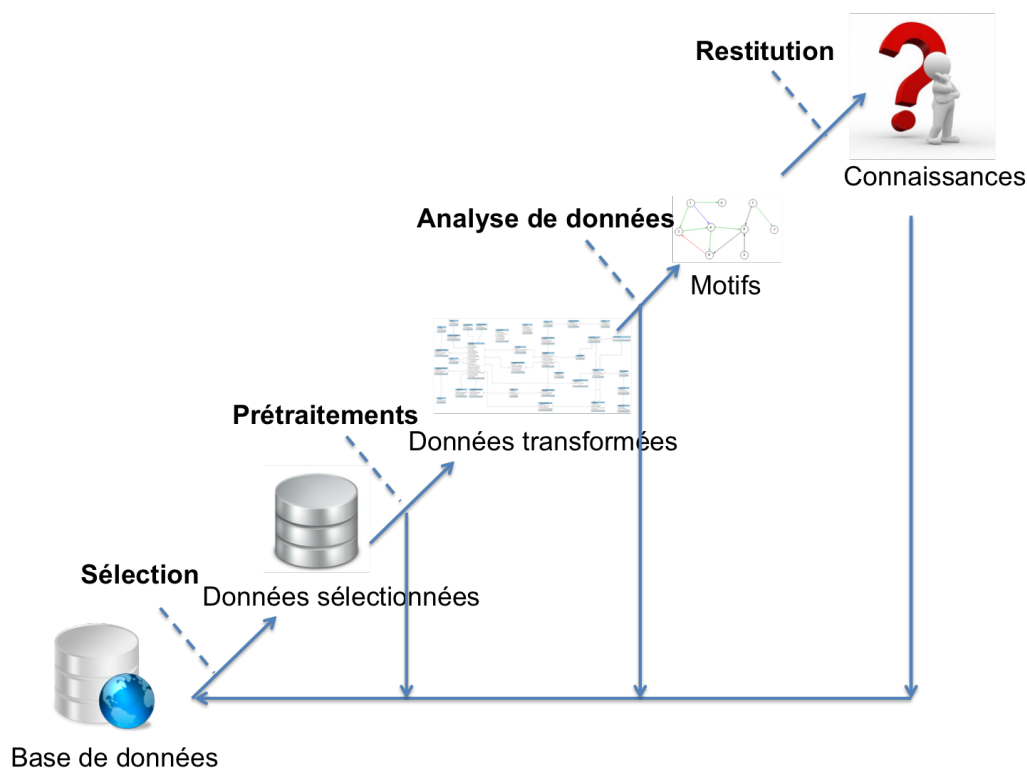 Restitution
Connaissances
Analyse de données
Motifs
Prétraitements
Données transformées
Sélection
Données sélectionnées
Base de données